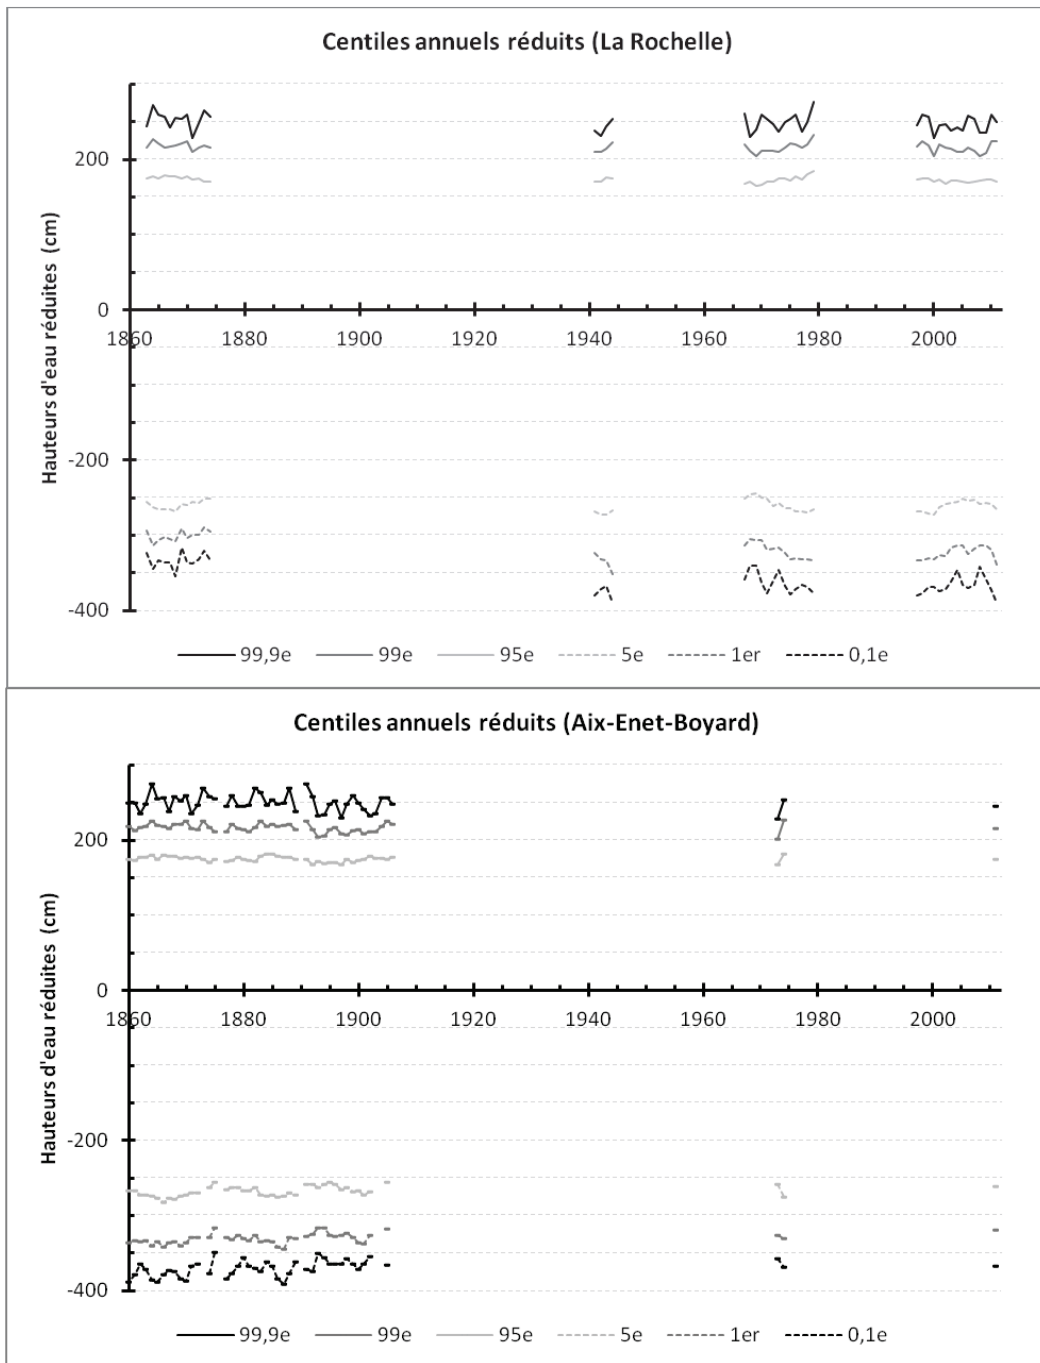 Centiles annuels réduits (La Rochelle)
Hauteurs d'eau réduites (cm)
200
0
1860 1880 1900 1920 1940 1960 1980 2000
-200
-400
99,9e 99e 95e 5e 1er 0,1e
Centiles annuels réduits (Aix-Enet-Boyard)
Hauteurs d'eau réduites (cm)
200
0
1860 1880 1900 1920 1940 1960 1980 2000
-200
-400
99,9e 99e 95e 5e 1er 0,1e